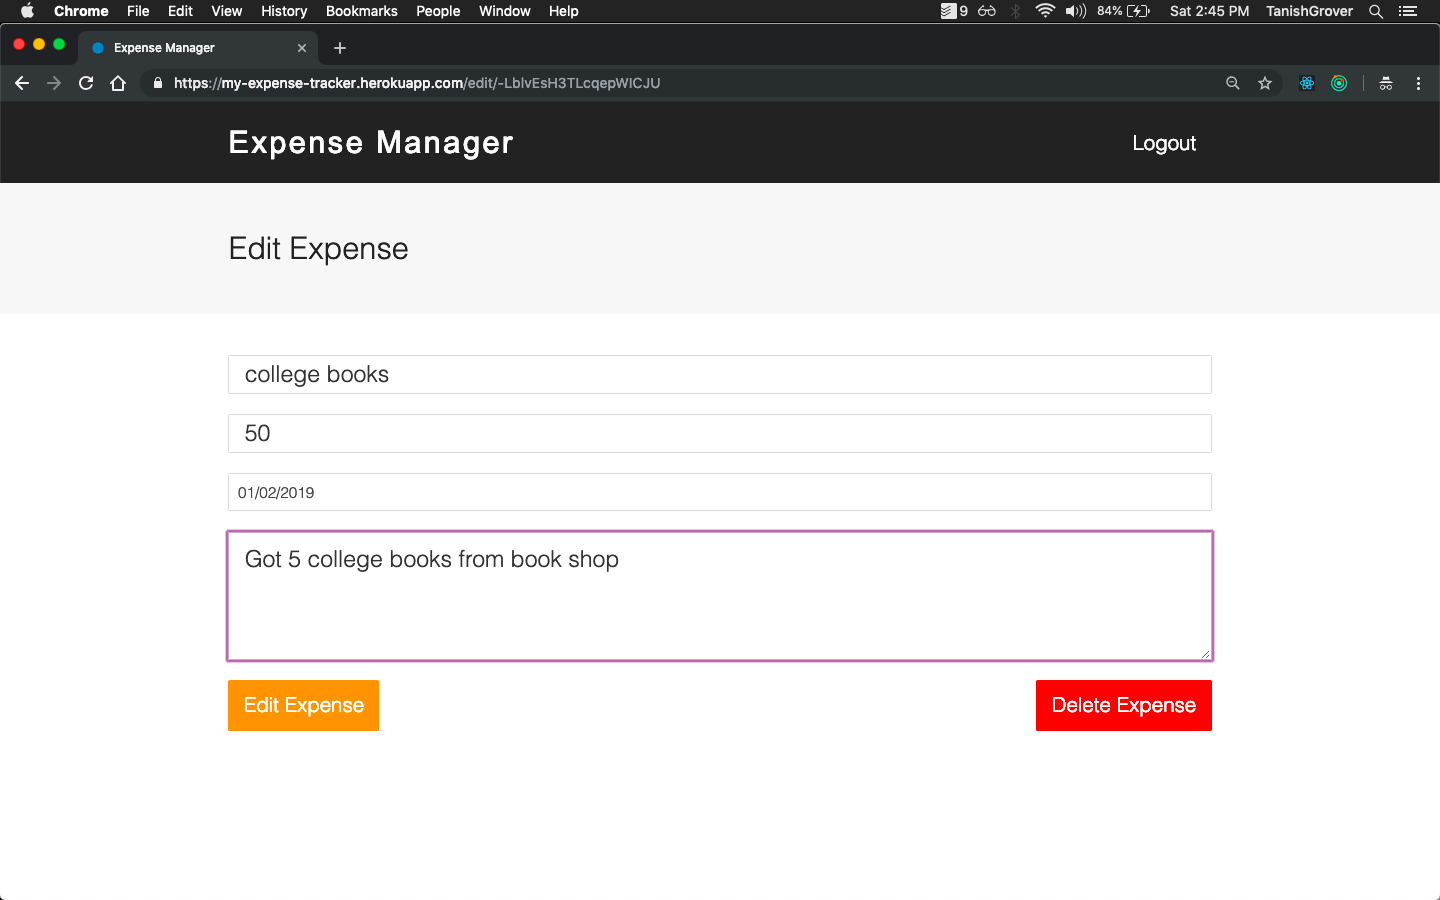 Chrome File Edit View History Bookmarks People Window Help 9 84% Sat 2:45 PM TanishGrover
Expense Manager
https://my-expense-tracker.herokuapp.com/edit/-LblvEsH3TLcqepWlCJU
Expense Manager Logout
Edit Expense
college books
50
01/02/2019
Got 5 college books from book shop
Edit Expense Delete Expense